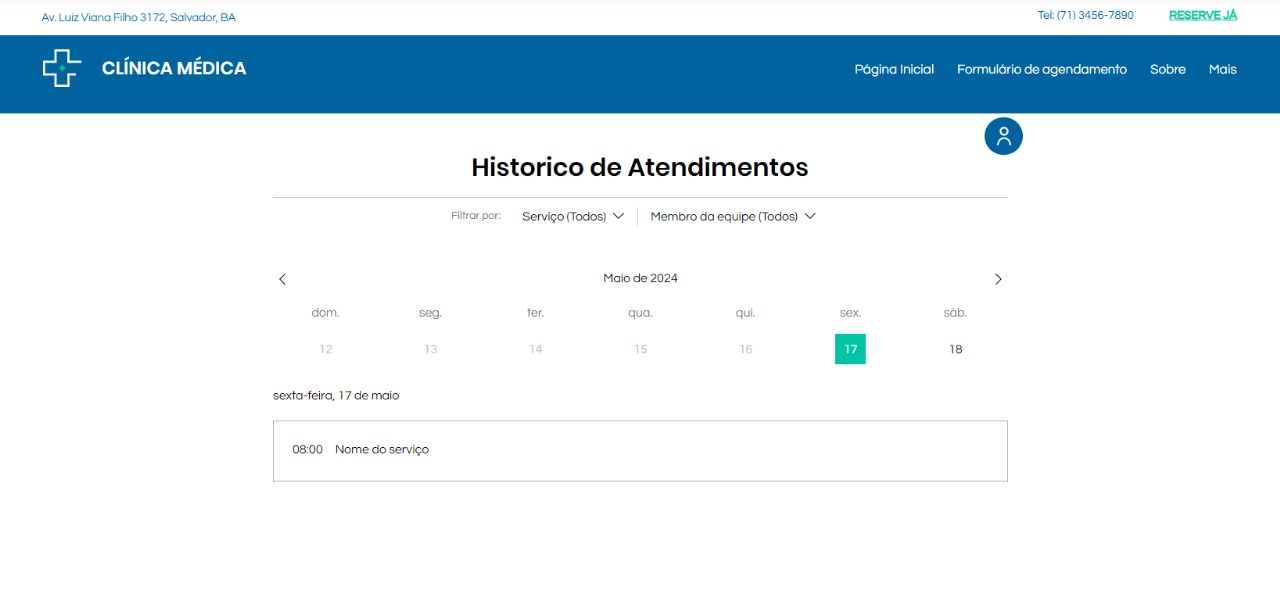 Av. Luiz Viana Filho 3172, Salvador, BA
Tel: (71) 3456-7890
RESERVE JÁ
CLÍNICA MÉDICA
Página Inicial Formulário de agendamento Sobre Mais
Historico de Atendimentos
Filtrar por: Serviço (Todos) Membro da equipe (Todos)
Maio de 2024
dom. seg. ter. qua. qui. sex. sáb.
12 13 14 15 16 17 18
sexta-feira, 17 de maio
08:00 Nome do serviço